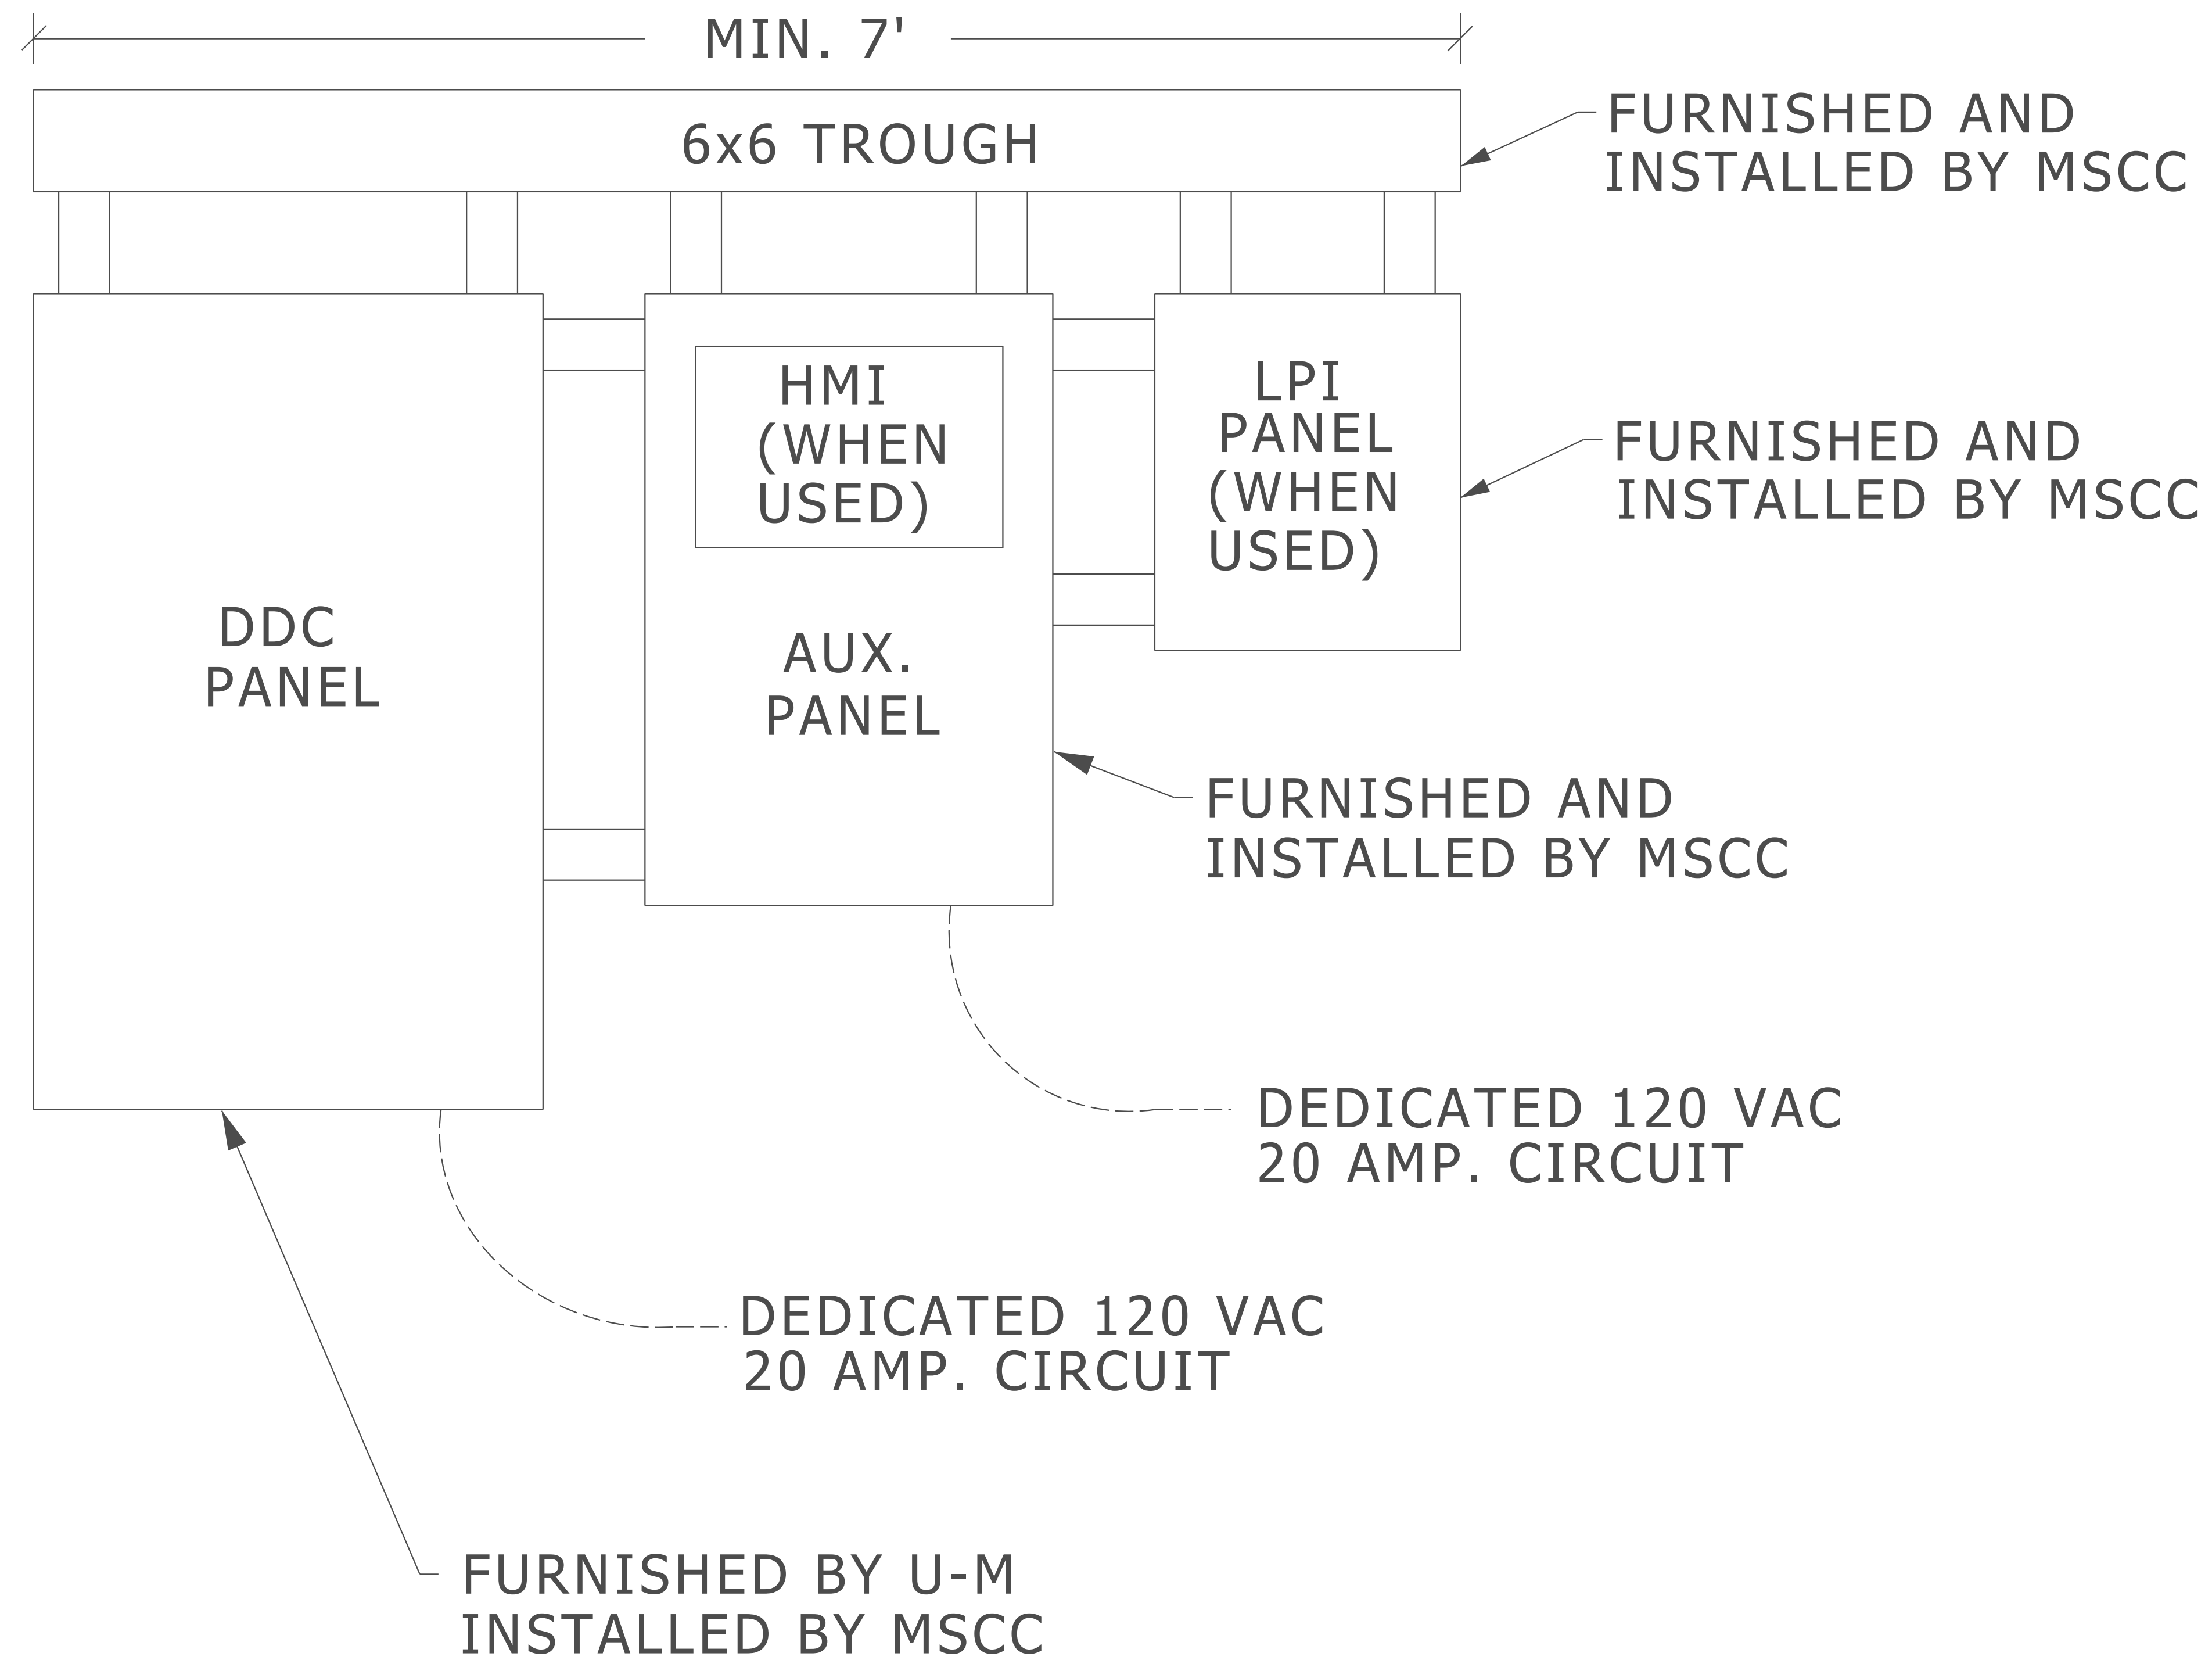 MIN. 7'
6x6 TROUGH
FURNISHED AND
INSTALLED BY MSCC
HMI
(WHEN
USED)
LPI
PANEL
(WHEN
USED)
FURNISHED AND
INSTALLED BY MSCC
DDC
PANEL
AUX.
PANEL
FURNISHED AND
INSTALLED BY MSCC
DEDICATED 120 VAC
20 AMP. CIRCUIT
DEDICATED 120 VAC
20 AMP. CIRCUIT
FURNISHED BY U-M
INSTALLED BY MSCC